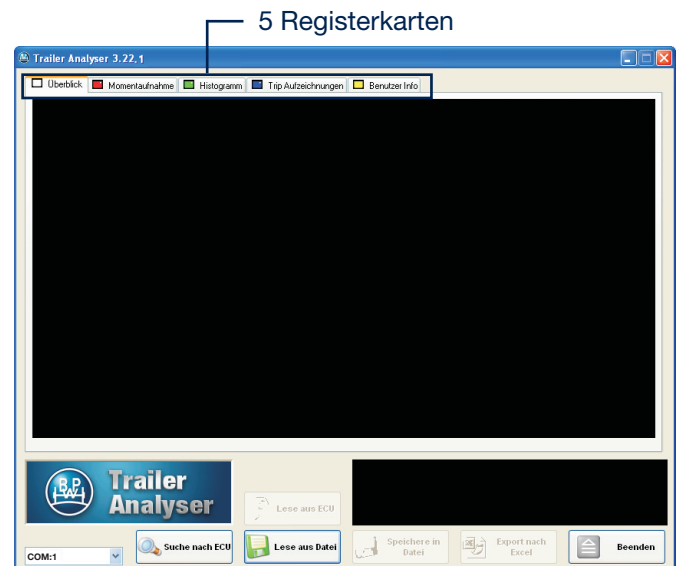 5 Registerkarten
Trailer Analyser 3.22.1
Überblick Momentaufnahme Histogramm Trip Aufzeichnungen Benutzer Info
BPW
Trailer
Analyser
Lese aus ECU
COM:1
Suche nach ECU
Lese aus Datei
Speichere in
Datei
Export nach
Excel
Beenden